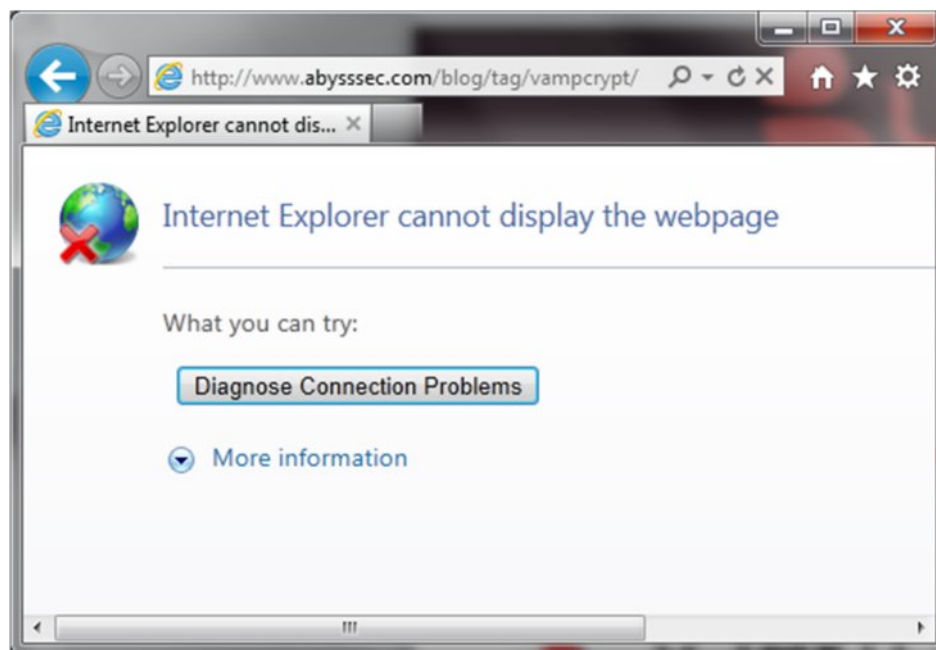 http://www.abysssec.com/blog/tag/vampcrypt/
Internet Explorer cannot dis...
Internet Explorer cannot display the webpage
What you can try:
Diagnose Connection Problems
More information